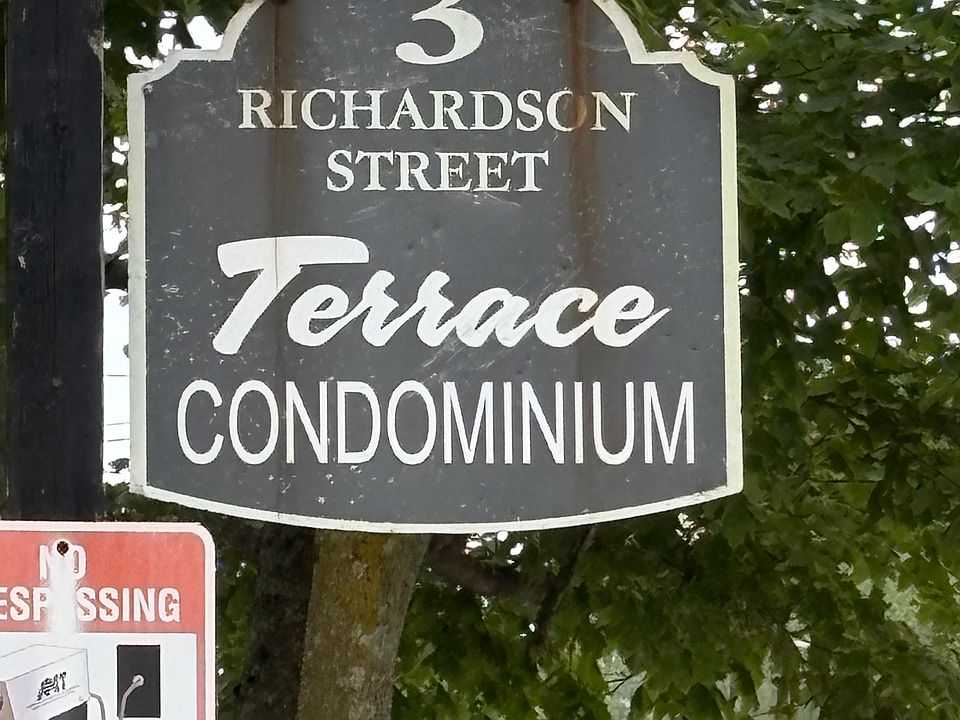 3
RICHARDSON
STREET
Terrace
CONDOMINIUM
NO
ESPASSING